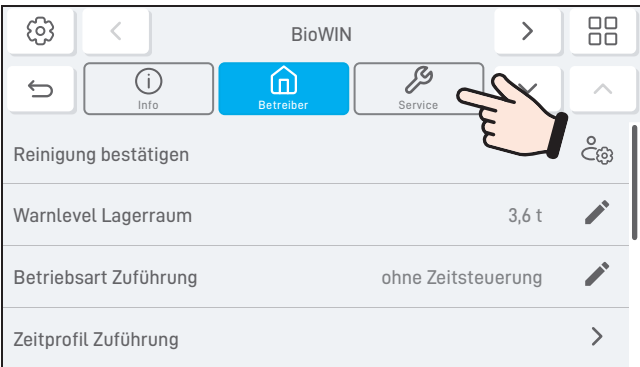 BioWIN
Info
Betreiber
Service
Reinigung bestätigen
Warnlevel Lagerraum 3,6 t
Betriebsart Zuführung ohne Zeitsteuerung
Zeitprofil Zuführung